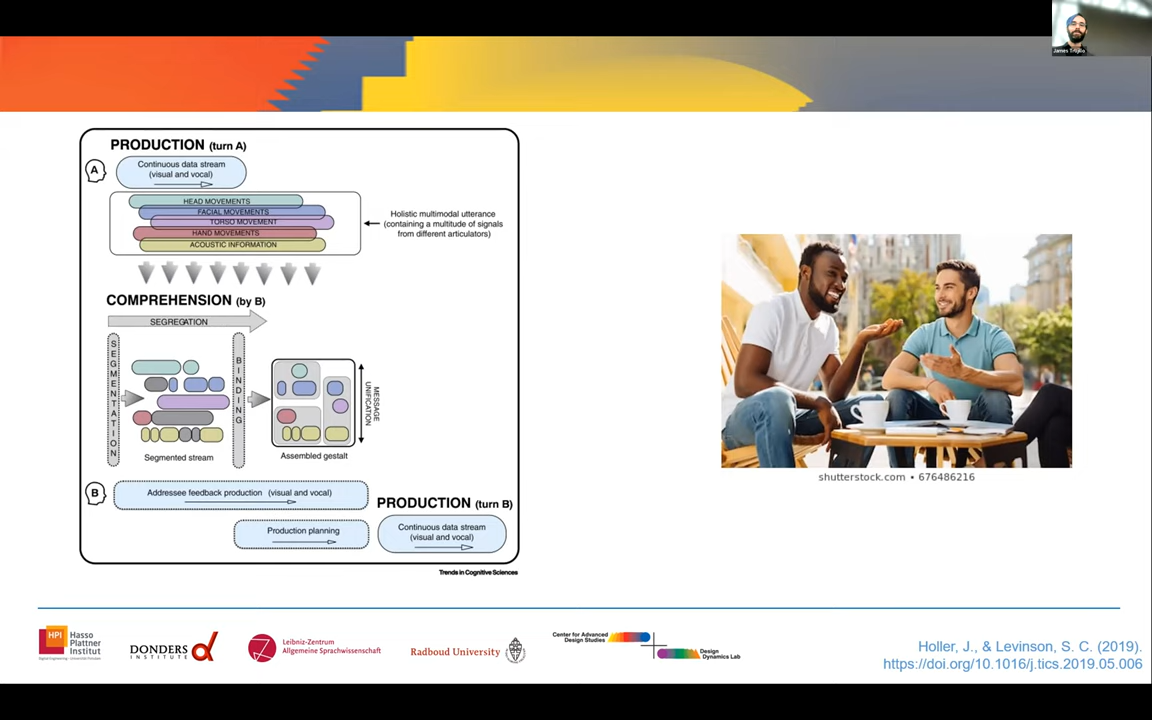 James Trujillo
PRODUCTION (turn A)
A
Continuous data stream
(visual and vocal)
HEAD MOVEMENTS
FACIAL MOVEMENTS
TORSO MOVEMENT
HAND MOVEMENTS
ACOUSTIC INFORMATION
Holistic multimodal utterance
(containing a multitude of signals
from different articulators)
COMPREHENSION (by B)
SEGREGATION
SEGMENTATION
BINDING
MESSAGE
UNIFICATION
Segmented stream
Assembled gestalt
B
Addressee feedback production (visual and vocal)
PRODUCTION (turn B)
Production planning
Continuous data stream
(visual and vocal)
Trends in Cognitive Sciences
shutterstock.com • 676486216
HPI Hasso
Plattner
Institut
DONDERS
INSTITUTE
Leibniz-Zentrum
Allgemeine Sprachwissenschaft
Radboud University
Center for Advanced
Design Studies
Design
Dynamics Lab
Holler, J., & Levinson, S. C. (2019).
https://doi.org/10.1016/j.tics.2019.05.006